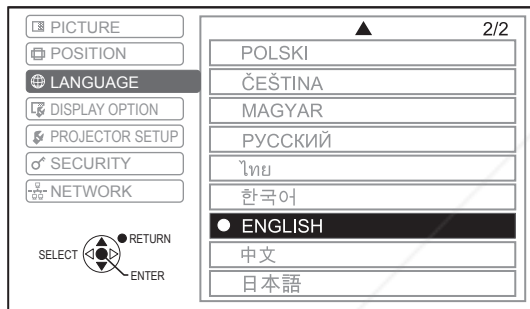 PICTURE
POSITION
LANGUAGE
DISPLAY OPTION
PROJECTOR SETUP
SECURITY
NETWORK
SELECT
RETURN
ENTER
2/2
POLSKI
ČEŠTINA
MAGYAR
РУССКИЙ
ไทย
한국어
ENGLISH
中文
日本語